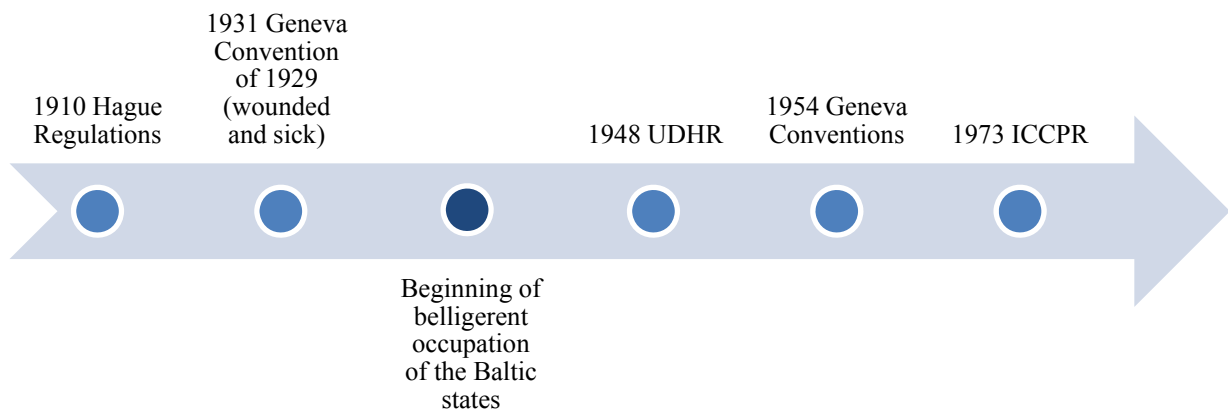 1910 Hague
Regulations
1931 Geneva
Convention
of 1929
(wounded
and sick)
Beginning of
belligerent
occupation
of the Baltic
states
1948 UDHR
1954 Geneva
Conventions
1973 ICCPR